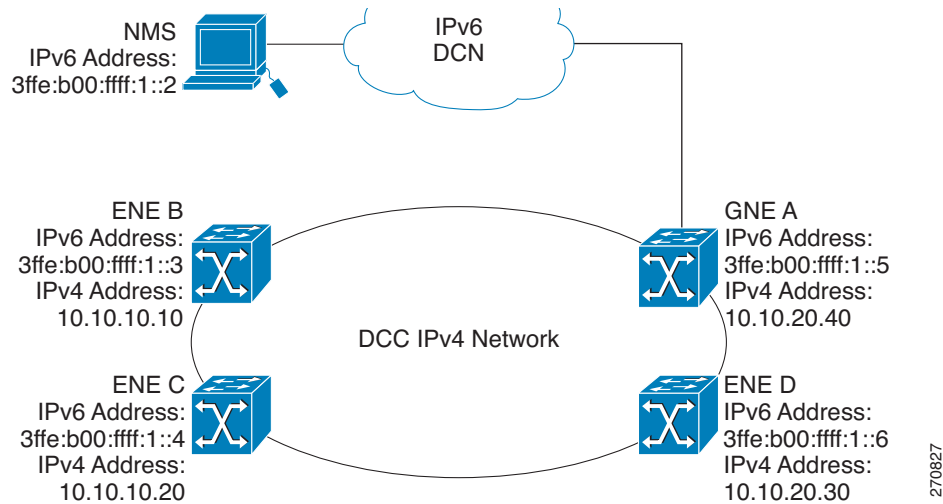 NMS
IPv6 Address:
3ffe:b00:ffff:1::2
IPv6
DCN
ENE B
IPv6 Address:
3ffe:b00:ffff:1::3
IPv4 Address:
10.10.10.10
GNE A
IPv6 Address:
3ffe:b00:ffff:1::5
IPv4 Address:
10.10.20.40
DCC IPv4 Network
ENE C
IPv6 Address:
3ffe:b00:ffff:1::4
IPv4 Address:
10.10.10.20
ENE D
IPv6 Address:
3ffe:b00:ffff:1::6
IPv4 Address:
10.10.20.30
270827